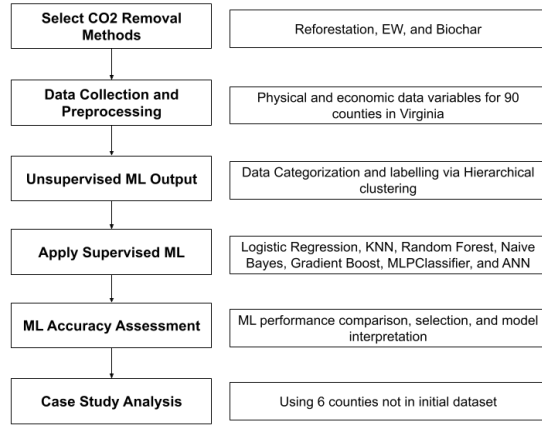 Select CO2 Removal
Methods
Reforestation, EW, and Biochar
Data Collection and
Preprocessing
Physical and economic data variables for 90
counties in Virginia
Unsupervised ML Output
Data Categorization and labelling via Hierarchical
clustering
Apply Supervised ML
Logistic Regression, KNN, Random Forest, Naive
Bayes, Gradient Boost, MLPClassifier, and ANN
ML Accuracy Assessment
ML performance comparison, selection, and model
interpretation
Case Study Analysis
Using 6 counties not in initial dataset